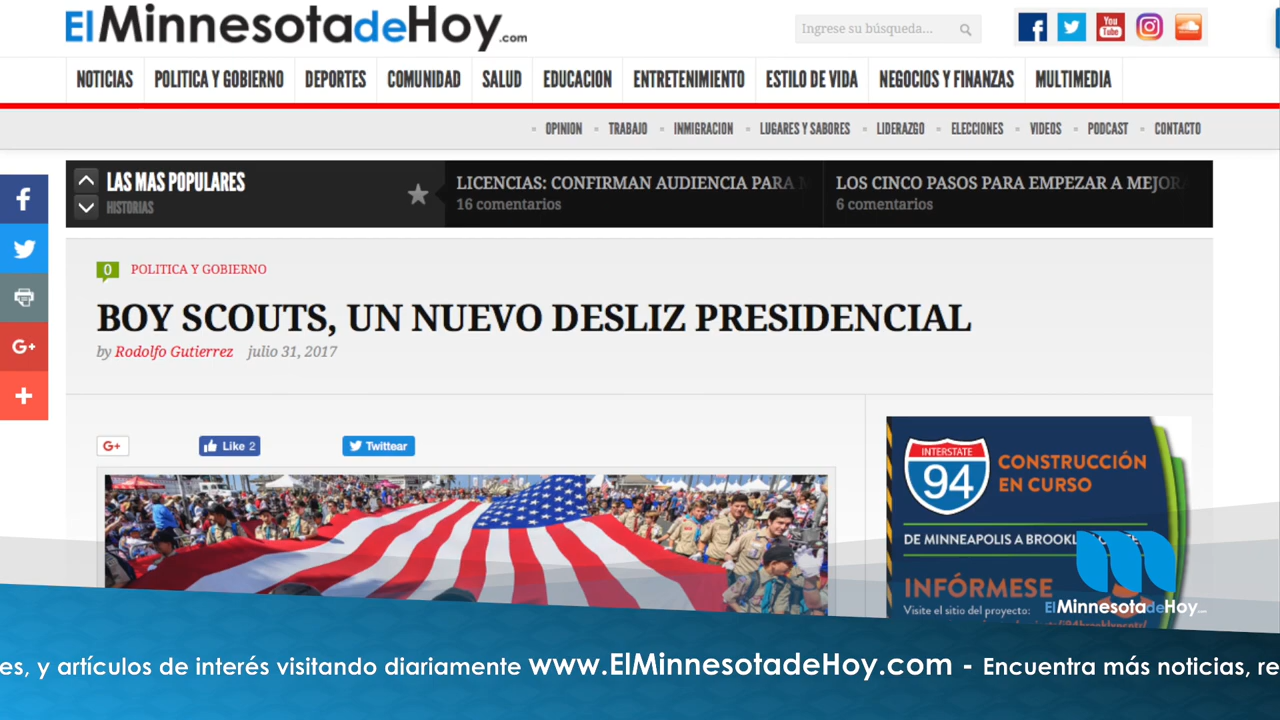 ElMinnesotadeHoy.com
Ingrese su búsqueda...
You Tube
NOTICIAS POLITICA Y GOBIERNO DEPORTES COMUNIDAD SALUD EDUCACION ENTRETENIMIENTO ESTILO DE VIDA NEGOCIOS Y FINANZAS MULTIMEDIA
OPINION TRABAJO INMIGRACION LUGARES Y SABORES LIDERAZGO ELECCIONES VIDEOS PODCAST CONTACTO
LAS MAS POPULARES
HISTORIAS
LICENCIAS: CONFIRMAN AUDIENCIA PARA
16 comentarios
LOS CINCO PASOS PARA EMPEZAR A MEJOR
6 comentarios
0 POLITICA Y GOBIERNO
BOY SCOUTS, UN NUEVO DESLIZ PRESIDENCIAL
by Rodolfo Gutierrez julio 31, 2017
G+
G+ Like 2 Twittear
INTERSTATE
94
CONSTRUCCIÓN
EN CURSO
DE MINNEAPOLIS A
INFÓRMESE
Visite el sitio del proyecto:
ElMinnesotadeHoy...
es, y artículos de interés visitando diariamente www.ElMinnesotadeHoy.com - Encuentra más noticias, re